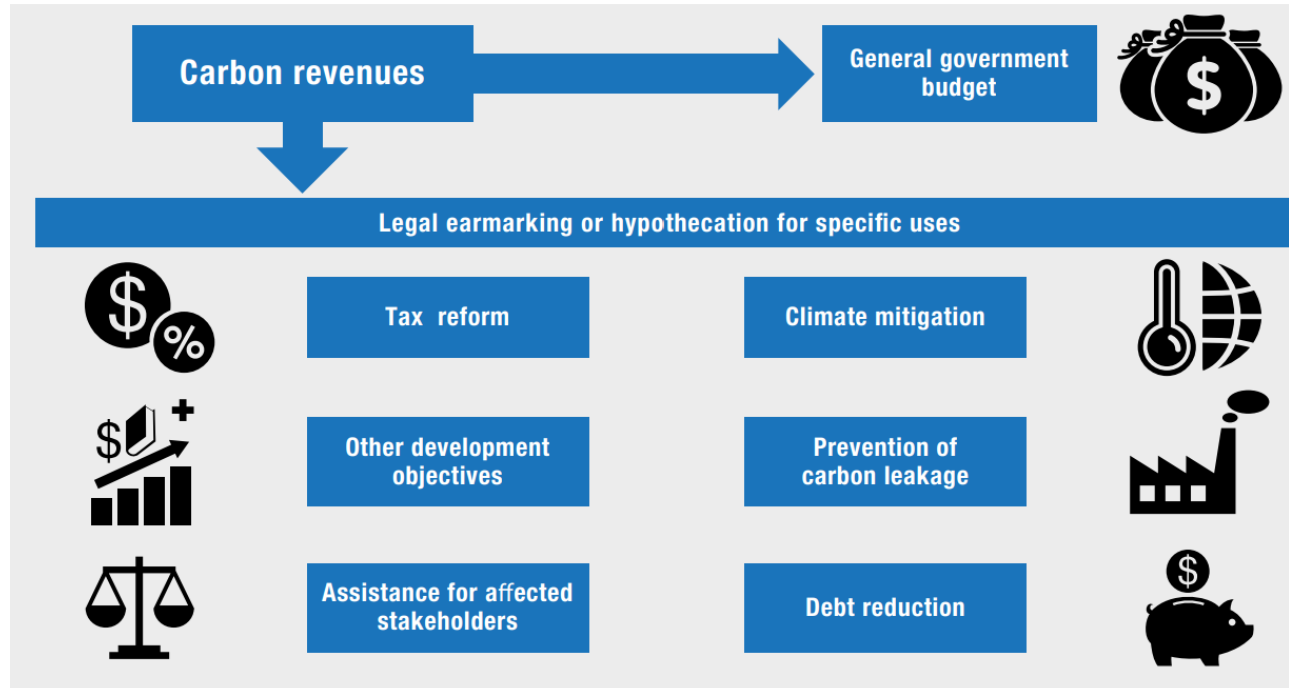 Carbon revenues
General government
budget
$
Legal earmarking or hypothecation for specific uses
$
%
Tax reform
Climate mitigation
$
Other development
objectives
Prevention of
carbon leakage
Assistance for affected
stakeholders
Debt reduction
$